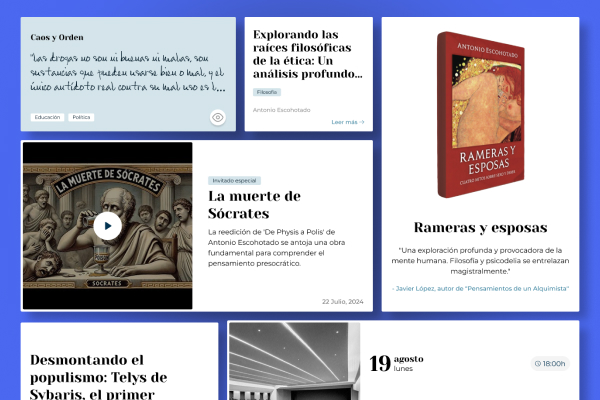 Caos y Orden
"Las drogas no son ni buenas ni malas, son
sustancias que pueden usarse bien o mal, y el
único antídoto real contra su mal uso es l...
Educación
Política
Explorando las
raíces filosóficas
de la ética: Un
análisis profundo...
Filosofía
Antonio Escohotado
Leer más →
ANTONIO ESCOHOTADO
RAMERAS Y
ESPOSAS
CUATRO MITOS SOBRE SEXO Y DEBER
Rameras y esposas
"Una exploración profunda y provocadora de la
mente humana. Filosofía y psicodelia se entrelazan
magistralmente."
- Javier López, autor de "Pensamientos de un Alquimista"
LA MUERTE DE SÓCRATES
SOCRATES
Invitado especial
La muerte de
Sócrates
La reedición de 'De Physis a Polis' de
Antonio Escohotado se antoja una obra
fundamental para comprender el
pensamiento presocrático.
22 Julio, 2024
Desmontando el
populismo: Telys de
Sybaris, el primer
19 agosto
lunes
18:00h